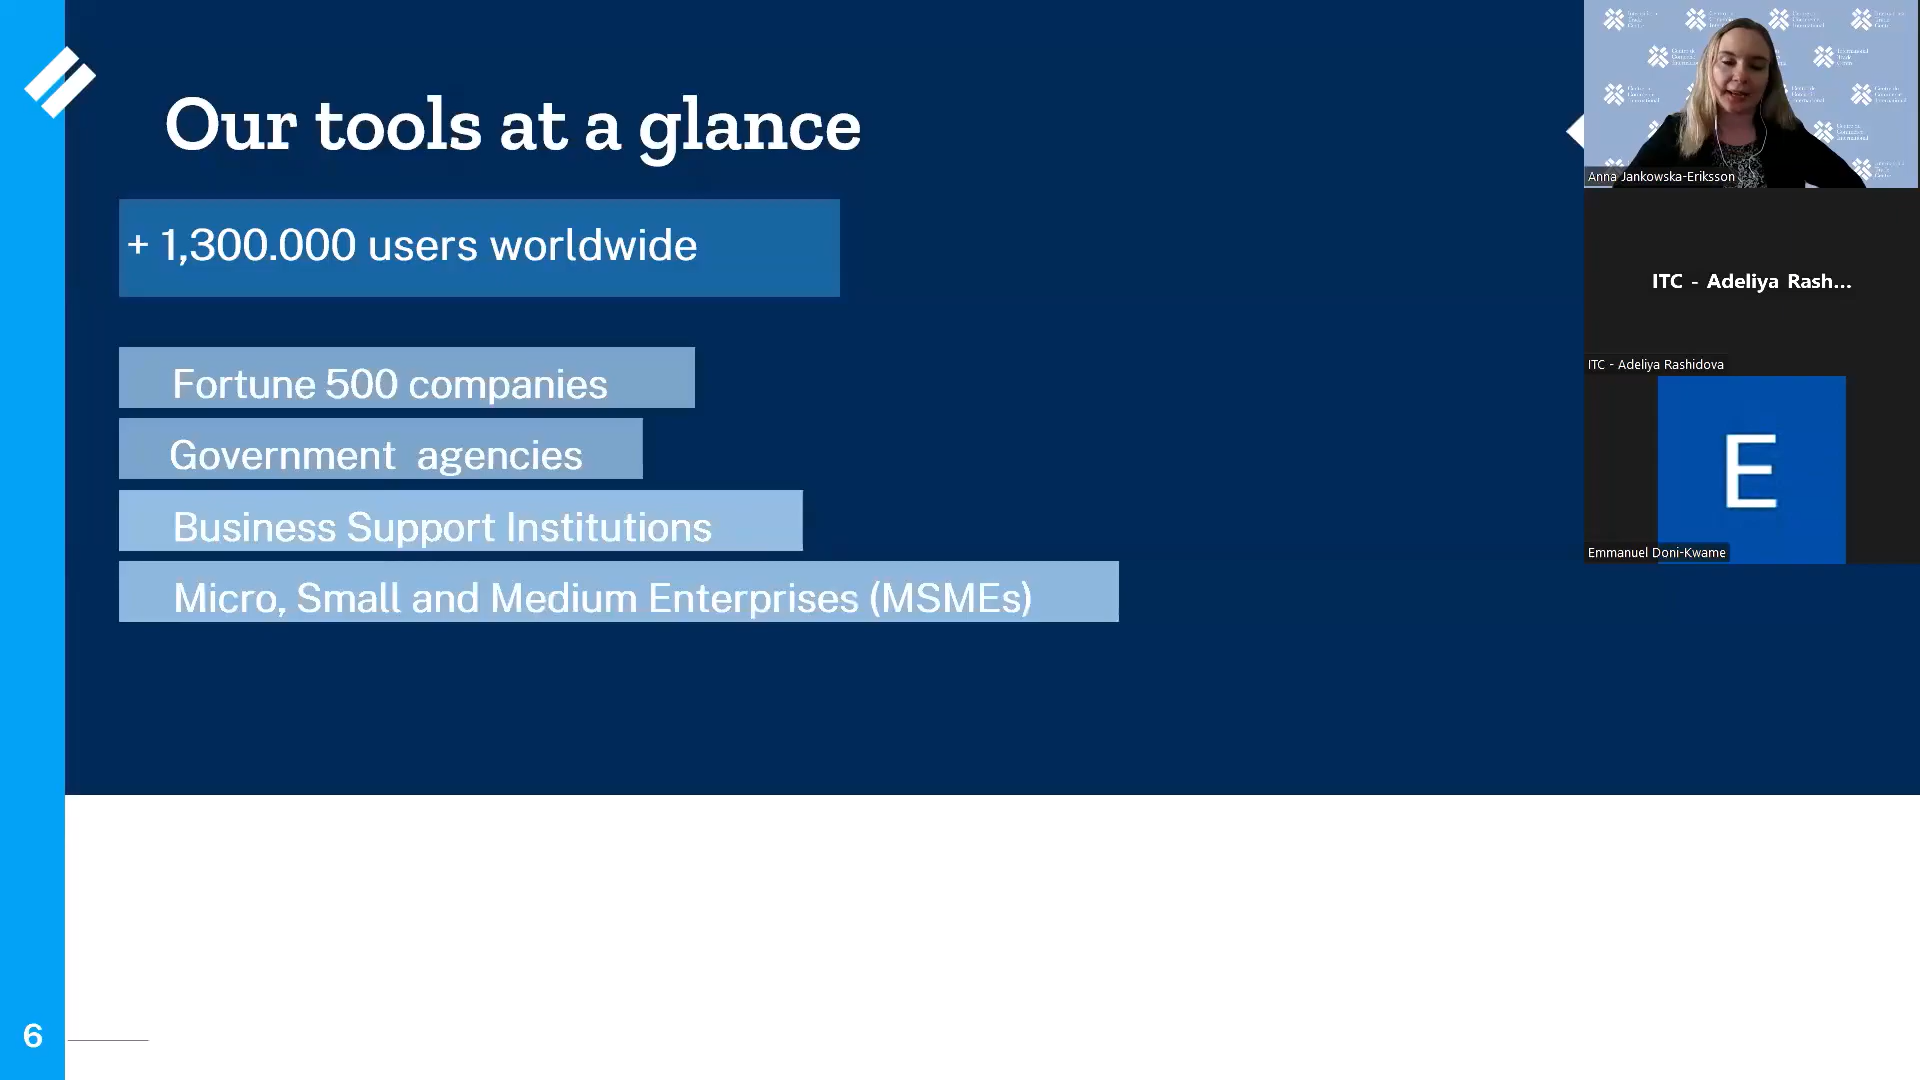 Our tools at a glance
+ 1,300.000 users worldwide
Fortune 500 companies
Government agencies
Business Support Institutions
Micro, Small and Medium Enterprises (MSMEs)
6
Anna Jankowska-Eriksson
ITC - Adeliya Rash...
ITC - Adeliya Rashidova
E
Emmanuel Doni-Kwame